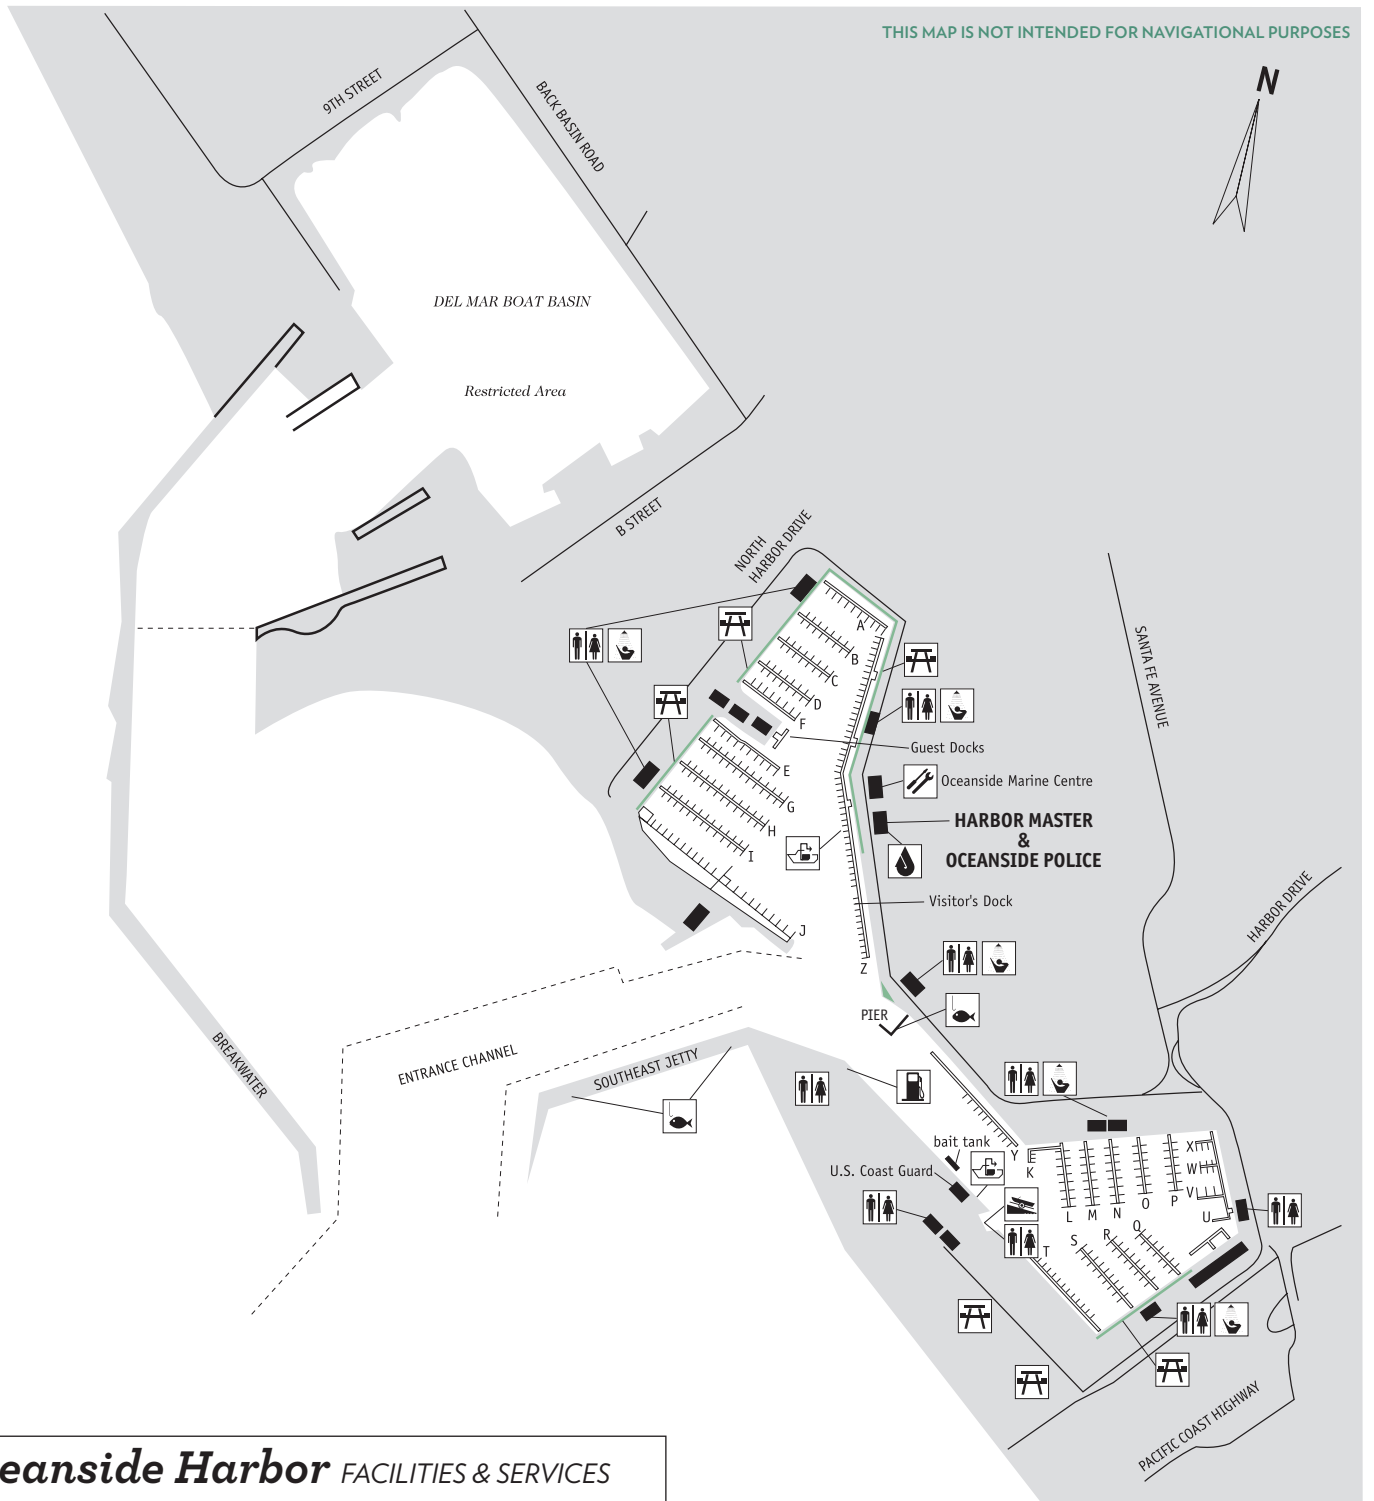 THIS MAP IS NOT INTENDED FOR NAVIGATIONAL PURPOSES
N
9TH STREET
BACK BASIN ROAD
DEL MAR BOAT BASIN
Restricted Area
B STREET
NORTH
HARBOR DRIVE
SANTA FE AVENUE
A
B
C
D
F
Guest Docks
E
Oceanside Marine Centre
G
HARBOR MASTER
&
OCEANSIDE POLICE
H
I
Visitor's Dock
HARBOR DRIVE
J
Z
PIER
BREAKWATER
ENTRANCE CHANNEL
SOUTHEAST JETTY
bait tank
Y
K
X
W
V
U
U.S. Coast Guard
L
M
N
O
P
Q
R
S
T
PACIFIC COAST HIGHWAY
eanside Harbor FACILITIES & SERVICES